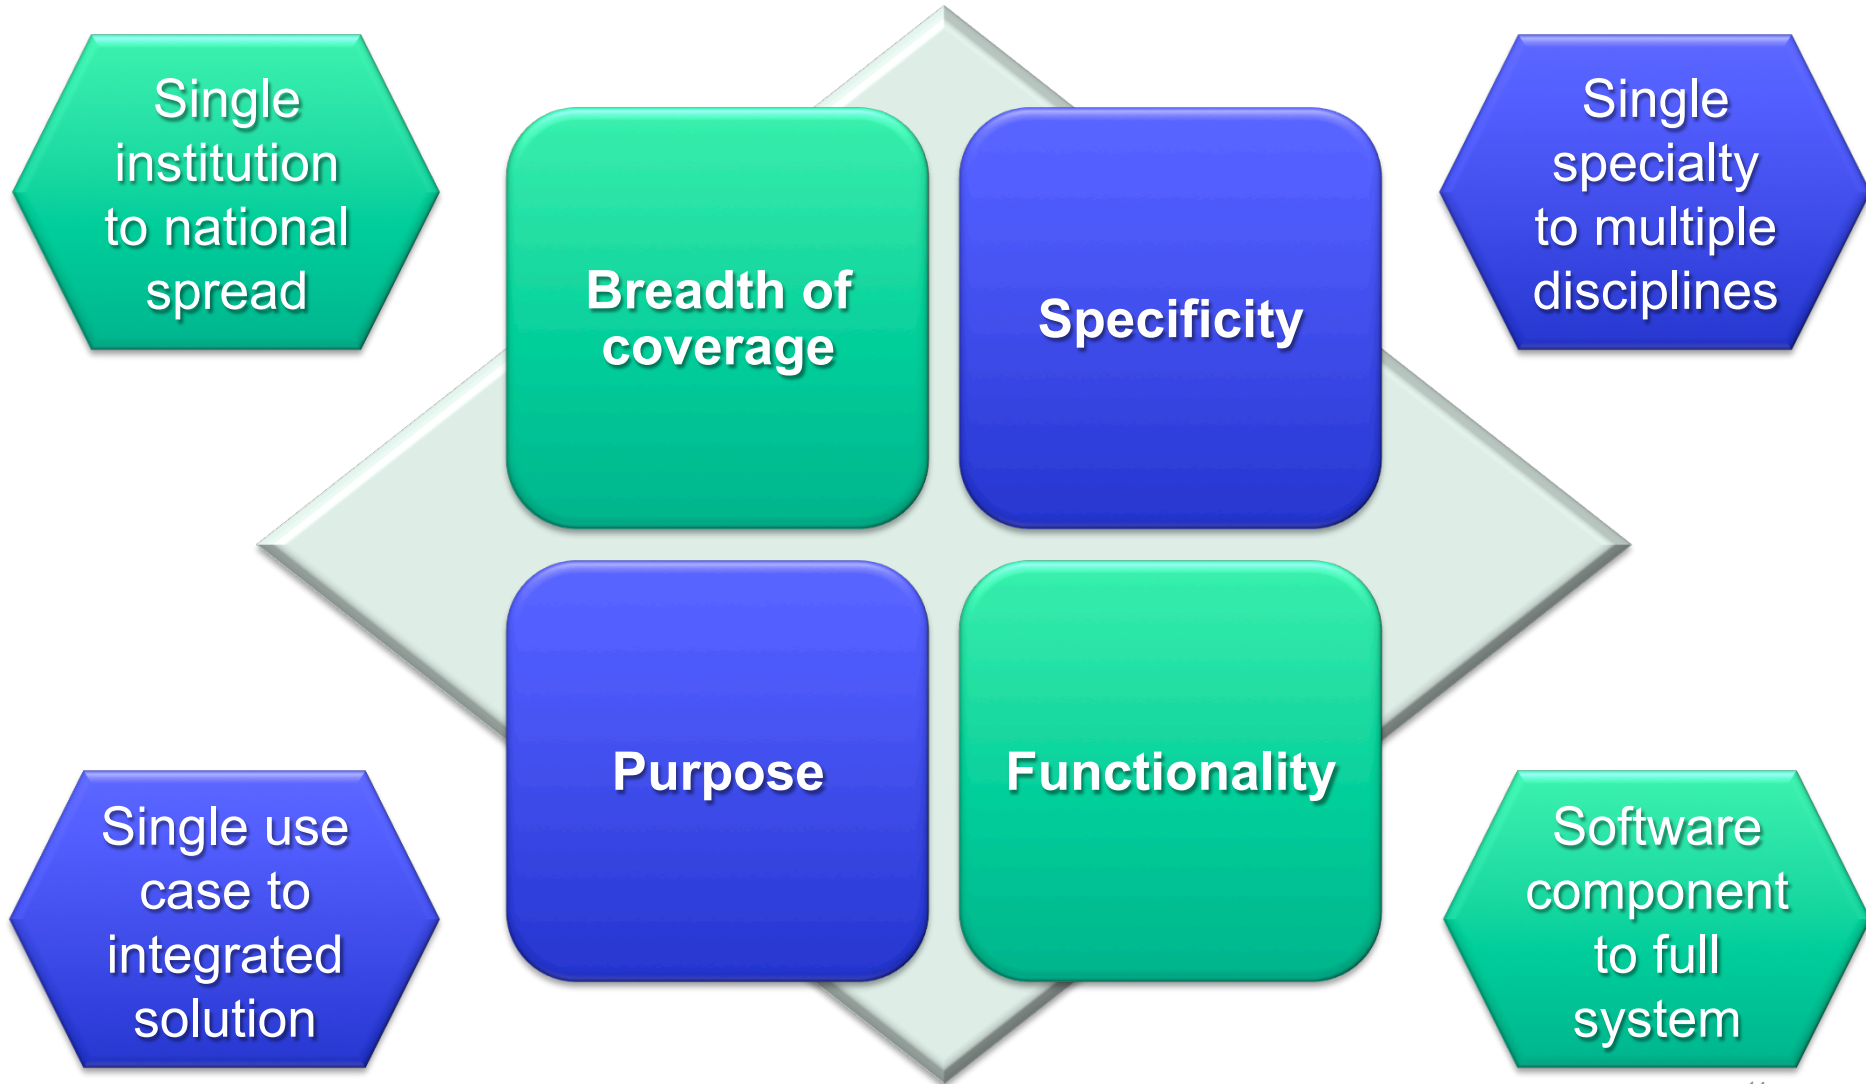 Single
institution
to national
spread
Breadth of
coverage
Specificity
Single
specialty
to multiple
disciplines
Single use
case to
integrated
solution
Purpose
Functionality
Software
component
to full
system